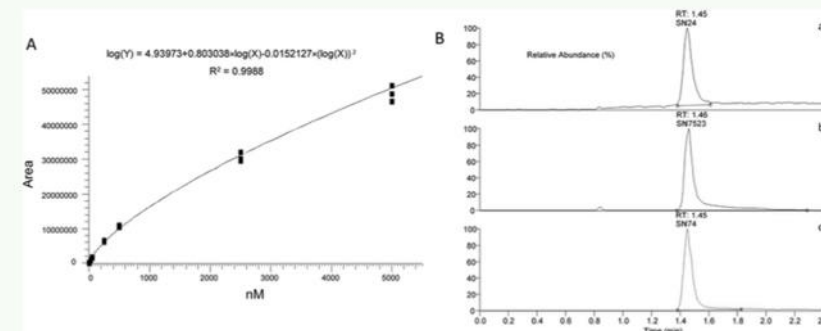 A
log(Y) = 4.93973+0.803038×log(X)-0.0152127×(log(X))²
R² = 0.9988
Area
50000000
40000000
30000000
20000000
10000000
0
0 1000 2000 3000 4000 5000
nM
B
RT: 1.45
SN24
a
Relative Abundance (%)
100
80
60
40
20
0
RT: 1.46
SN7523
b
100
80
60
40
20
0
RT: 1.45
SN74
100
80
60
40
20
0
0.0 0.2 0.4 0.6 0.8 1.0 1.2 1.4 1.6 1.8 2.0 2.2
Time (min)